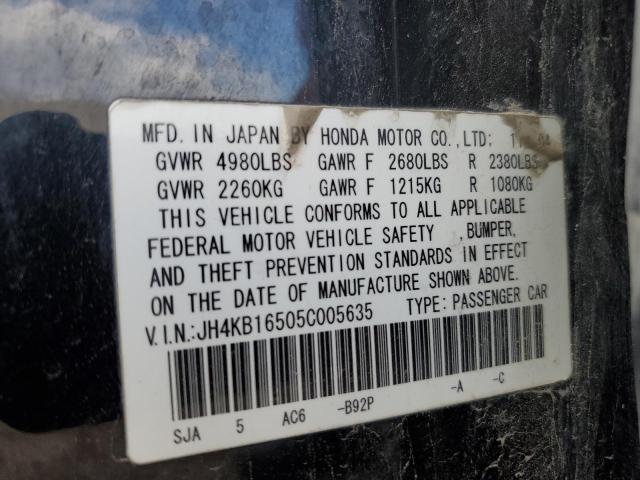 MFD. IN JAPAN BY HONDA MOTOR CO., LTD:
GVWR 4980LBS GAWR F 2680LBS R 2380LBS
GVWR 2260KG GAWR F 1215KG R 1080KG
THIS VEHICLE CONFORMS TO ALL APPLICABLE
FEDERAL MOTOR VEHICLE SAFETY ,BUMPER,
AND THEFT PREVENTION STANDARDS IN EFFECT
ON THE DATE OF MANUFACTURE SHOWN ABOVE.
V.I.N.:JH4KB16505C005635 TYPE: PASSENGER CAR
SJA 5 AC6 -B92P -A -C